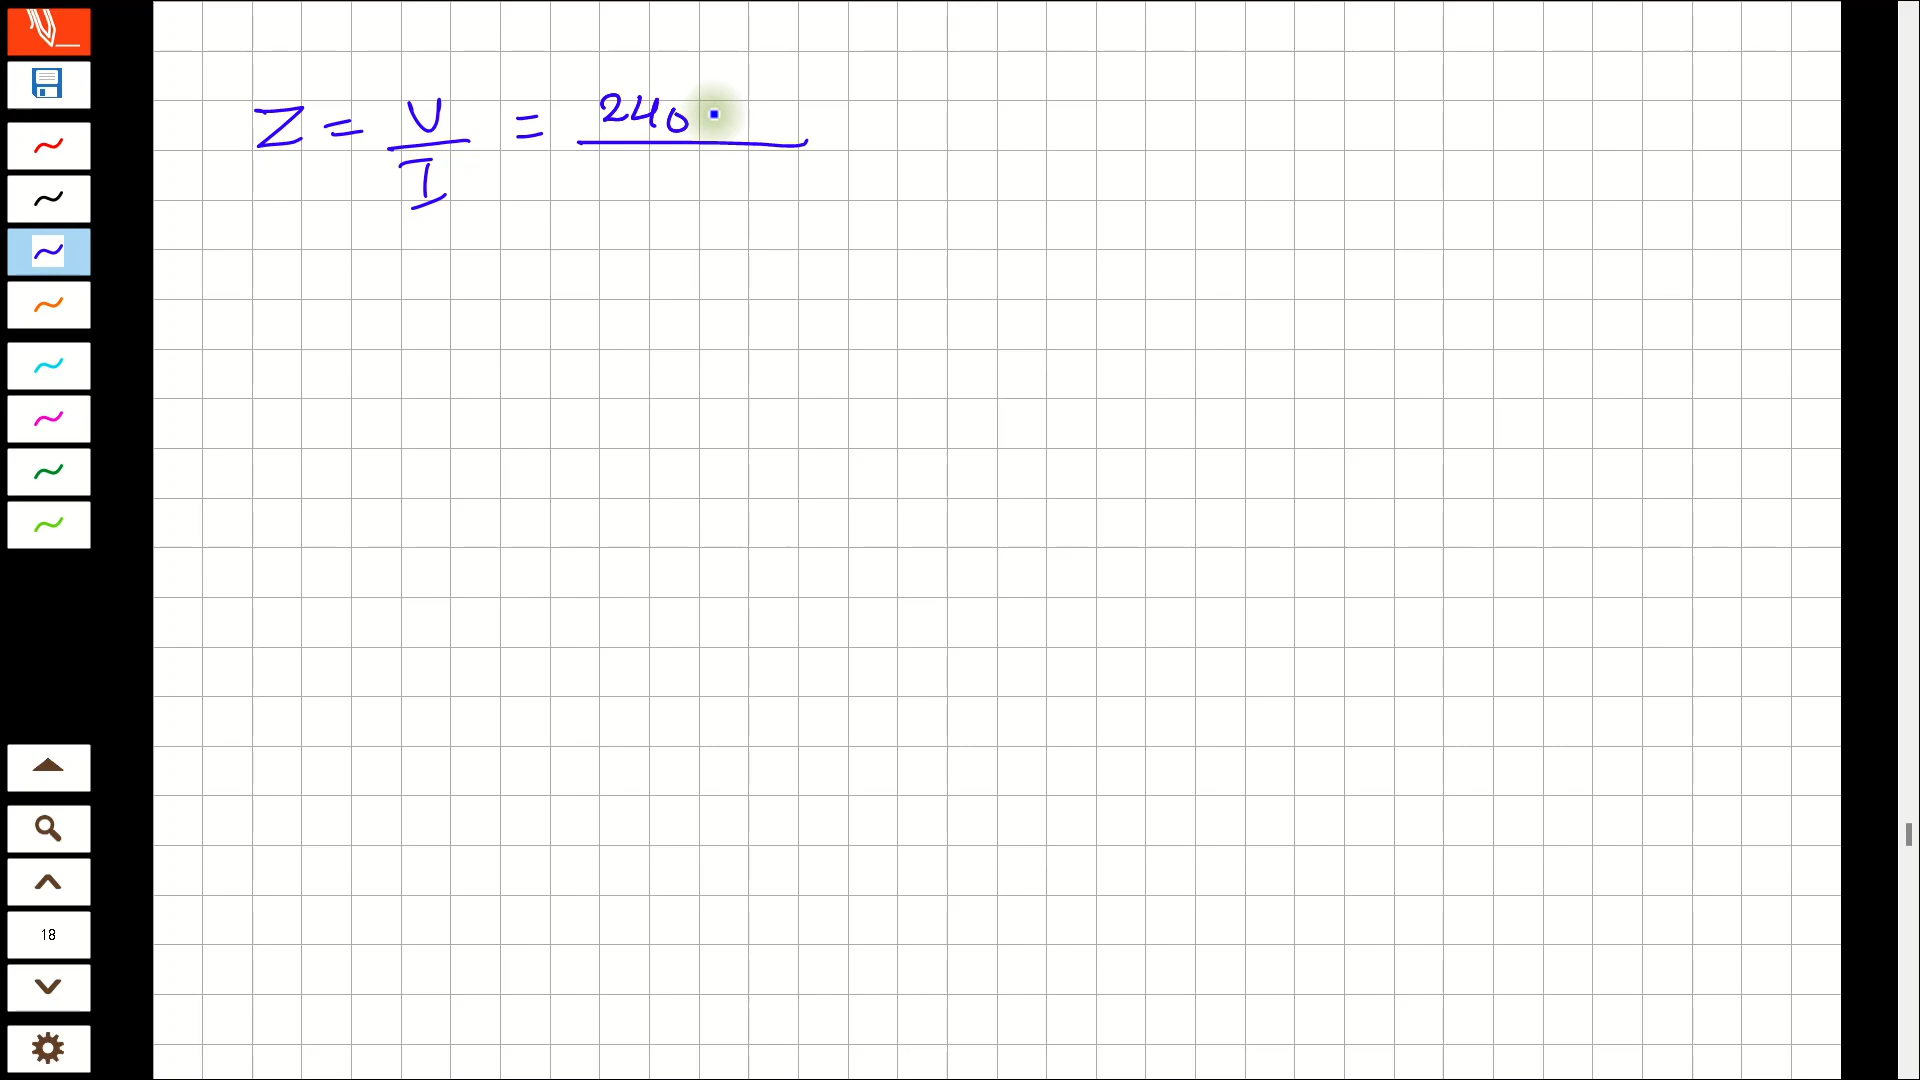 Z = V/I = 240
18